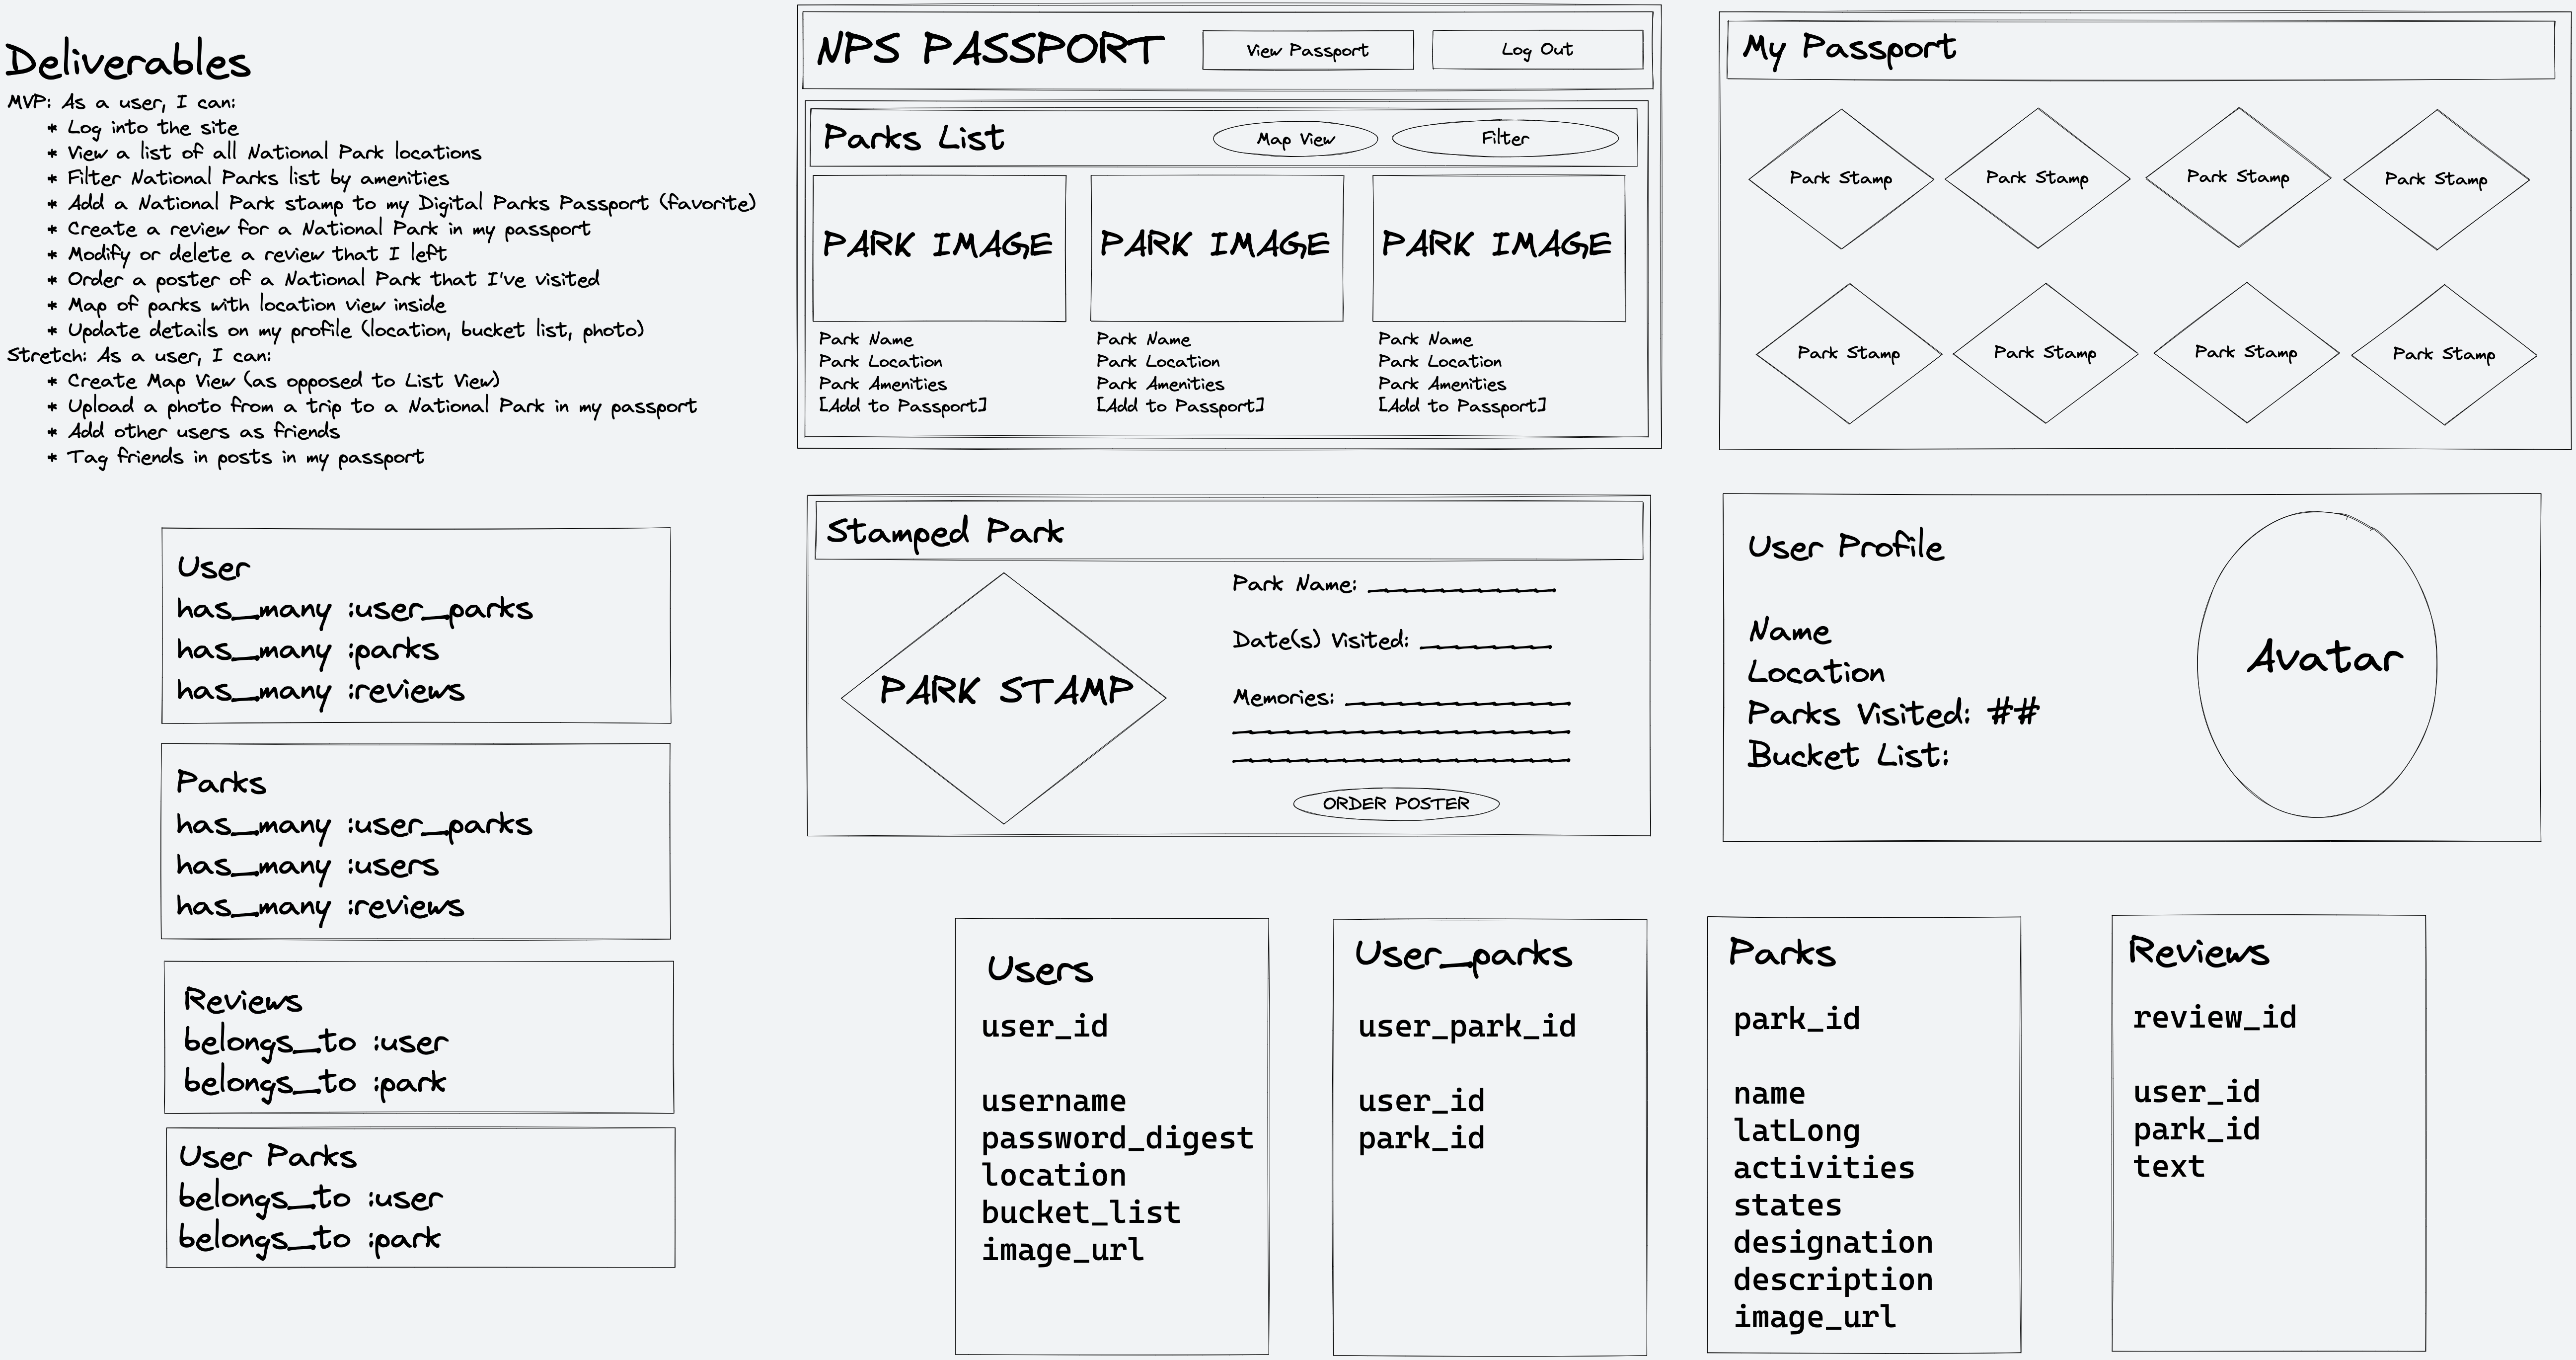 Deliverables
MVP: As a user, I can:
* Log into the site
* View a list of all National Park locations
* Filter National Parks list by amenities
* Add a National Park stamp to my Digital Parks Passport (favorite)
* Create a review for a National Park in my passport
* Modify or delete a review that I left
* Order a poster of a National Park that I've visited
* Map of parks with location view inside
* Update details on my profile (location, bucket list, photo)
Stretch: As a user, I can:
* Create Map View (as opposed to List View)
* Upload a photo from a trip to a National Park in my passport
* Add other users as friends
* Tag friends in posts in my passport
NPS PASSPORT
View Passport
Log Out
Parks List
Map View
Filter
PARK IMAGE
Park Name
Park Location
Park Amenities
[Add to Passport]
PARK IMAGE
Park Name
Park Location
Park Amenities
[Add to Passport]
PARK IMAGE
Park Name
Park Location
Park Amenities
[Add to Passport]
My Passport
Park Stamp
Park Stamp
Park Stamp
Park Stamp
Park Stamp
Park Stamp
Park Stamp
Park Stamp
User
has_many :user_parks
has_many :parks
has_many :reviews
Parks
has_many :user_parks
has_many :users
has_many :reviews
Reviews
belongs_to :user
belongs_to :park
User Parks
belongs_to :user
belongs_to :park
Stamped Park
PARK STAMP
Park Name:
Date(s) Visited:
Memories:
ORDER POSTER
User Profile
Name
Location
Parks Visited: ##
Bucket List:
Avatar
Users
user_id
username
password_digest
location
bucket_list
image_url
User_parks
user_park_id
user_id
park_id
Parks
park_id
name
latLong
activities
states
designation
description
image_url
Reviews
review_id
user_id
park_id
text